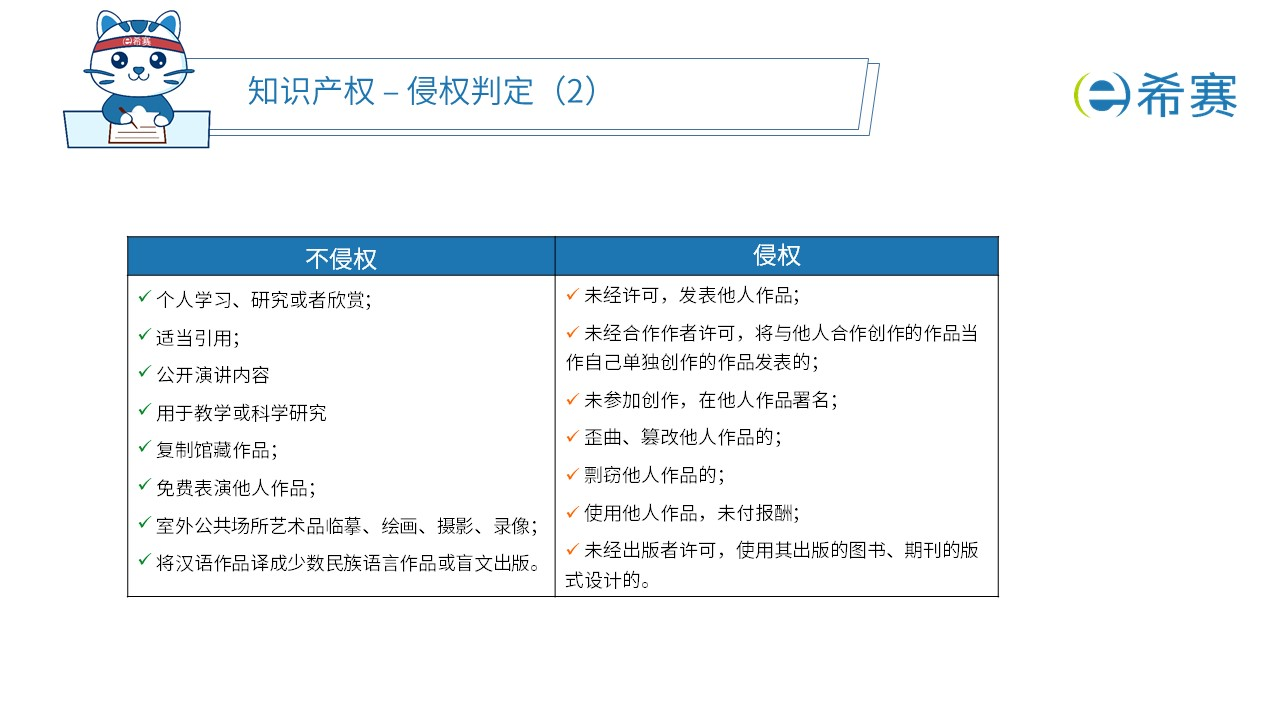 希赛
知识产权 – 侵权判定（2）
希赛
不侵权
侵权
个人学习、研究或者欣赏；
适当引用；
公开演讲内容
用于教学或科学研究
复制馆藏作品；
免费表演他人作品；
室外公共场所艺术品临摹、绘画、摄影、录像；
将汉语作品译成少数民族语言作品或盲文出版。
未经许可，发表他人作品；
未经合作作者许可，将与他人合作创作的作品当
作自己单独创作的作品发表的；
未参加创作，在他人作品署名；
歪曲、篡改他人作品的；
剽窃他人作品的；
使用他人作品，未付报酬；
未经出版者许可，使用其出版的图书、期刊的版
式设计的。